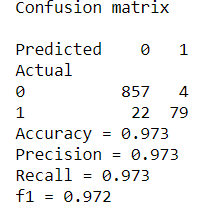 Confusion matrix
Predicted 0 1
Actual
0 857 4
1 22 79
Accuracy = 0.973
Precision = 0.973
Recall = 0.973
f1 = 0.972